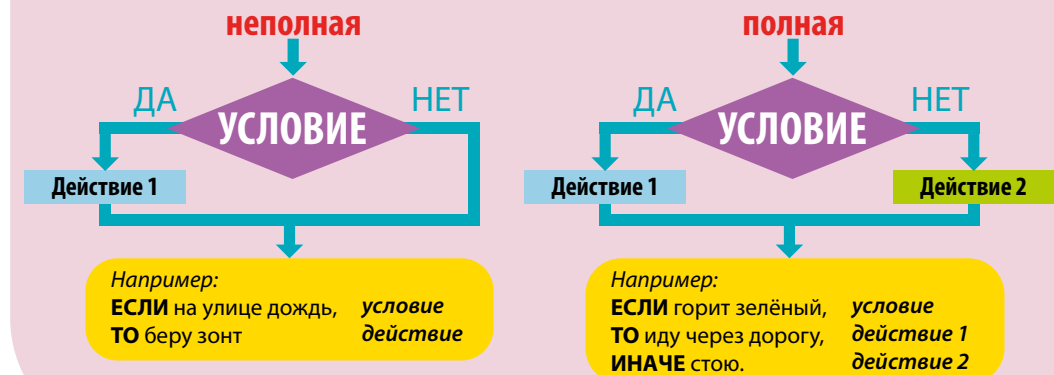 неполная
ДА
НЕТ
УСЛОВИЕ
Действие 1
Например:
ЕСЛИ на улице дождь, условие
ТО беру зонт действие
полная
ДА
НЕТ
УСЛОВИЕ
Действие 1
Действие 2
Например:
ЕСЛИ горит зелёный, условие
ТО иду через дорогу, действие 1
ИНАЧЕ стою. действие 2